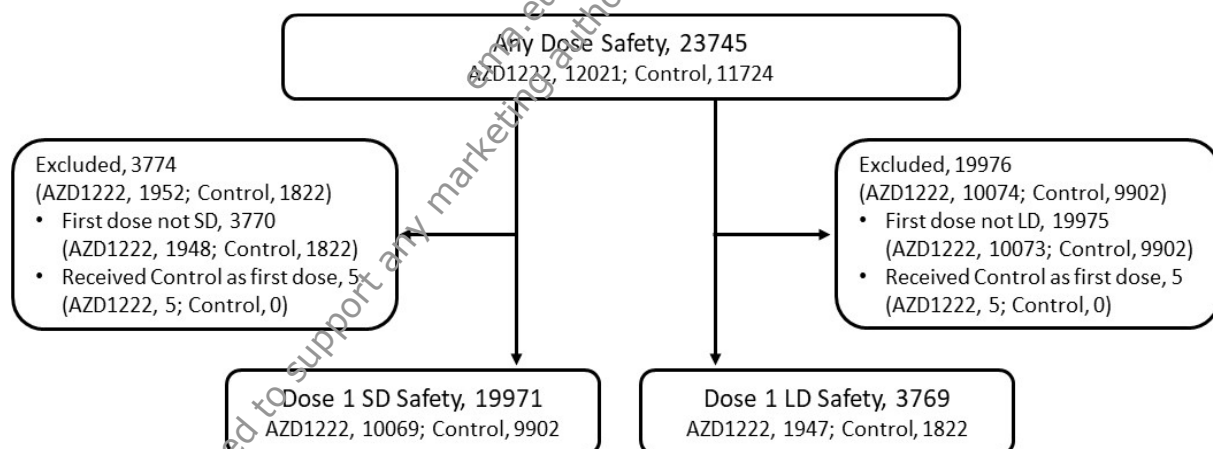 Any Dose Safety, 23745
AZD1222, 12021; Control, 11724
Excluded, 3774
(AZD1222, 1952; Control, 1822)
• First dose not SD, 3770
(AZD1222, 1948; Control, 1822)
• Received Control as first dose, 5
(AZD1222, 5; Control, 0)
Excluded, 19976
(AZD1222, 10074; Control, 9902)
• First dose not LD, 19975
(AZD1222, 10073; Control, 9902)
• Received Control as first dose, 5
(AZD1222, 5; Control, 0)
Dose 1 SD Safety, 19971
AZD1222, 10069; Control, 9902
Dose 1 LD Safety, 3769
AZD1222, 1947; Control, 1822
to support any marketing